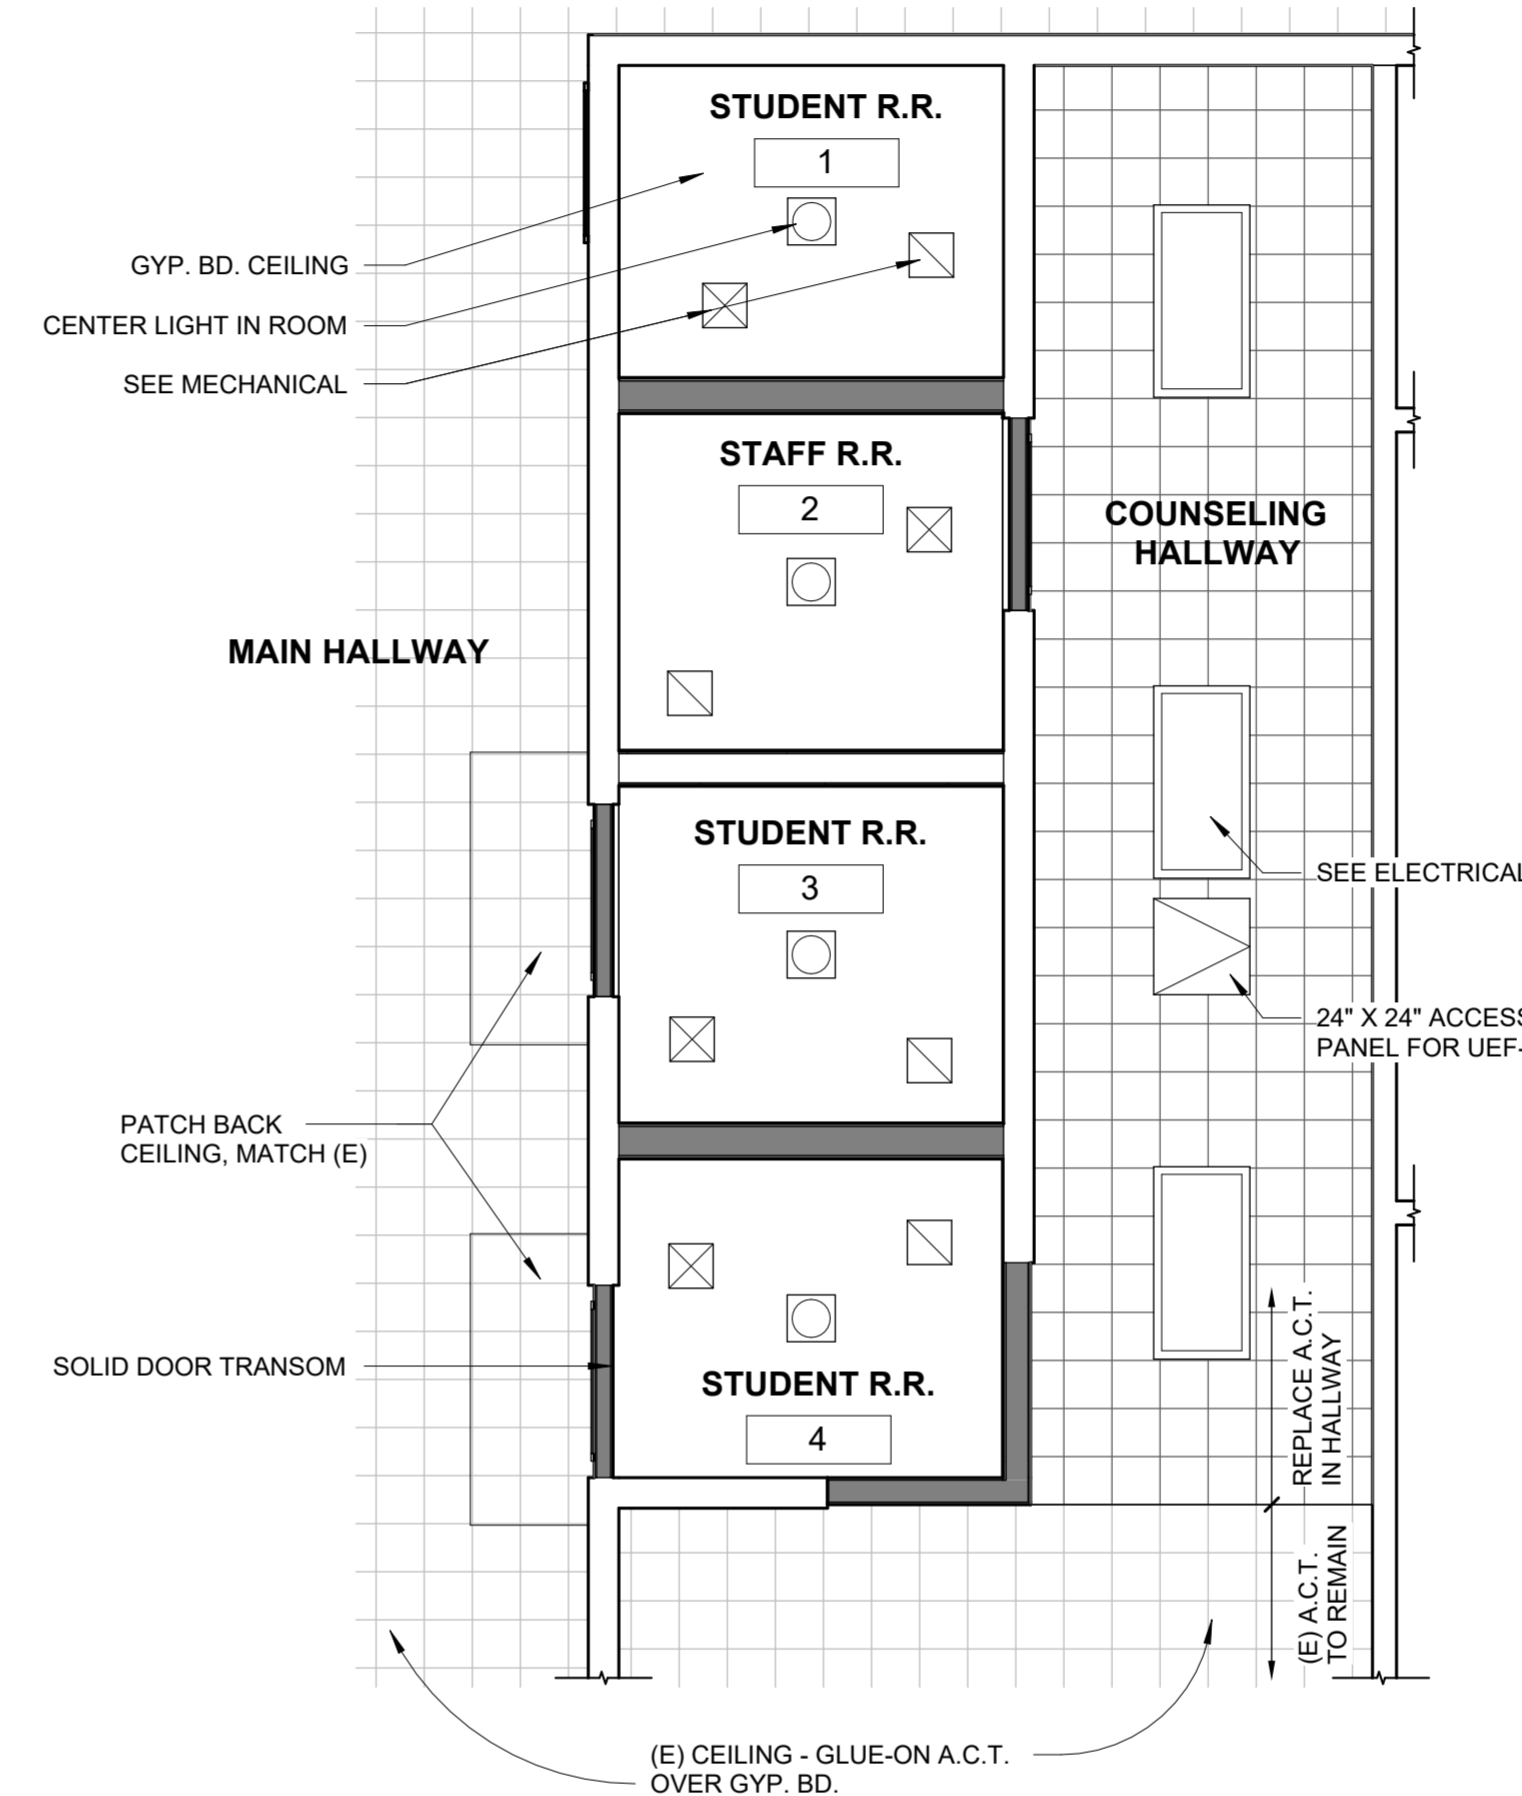 STUDENT R.R.
1
GYP. BD. CEILING
CENTER LIGHT IN ROOM
SEE MECHANICAL
STAFF R.R.
2
COUNSELING
HALLWAY
MAIN HALLWAY
STUDENT R.R.
3
SEE ELECTRICAL
24" X 24" ACCESS
PANEL FOR UEF-
PATCH BACK
CEILING, MATCH (E)
SOLID DOOR TRANSOM
STUDENT R.R.
4
REPLACE A.C.T.
IN HALLWAY
(E) A.C.T.
TO REMAIN
(E) CEILING - GLUE-ON A.C.T.
OVER GYP. BD.